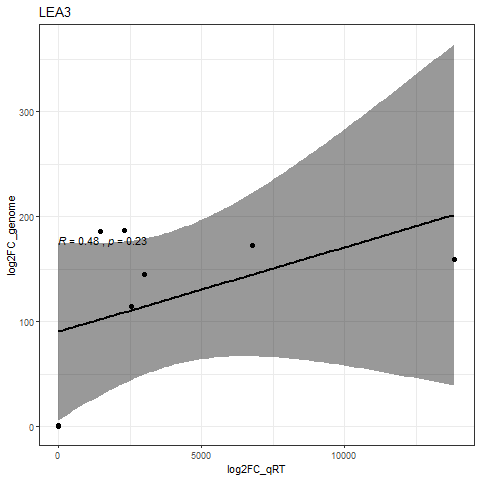 LEA3
300
200
R = 0.48 , p = 0.23
100
0
log2FC_genome
0 5000 10000
log2FC_qRT